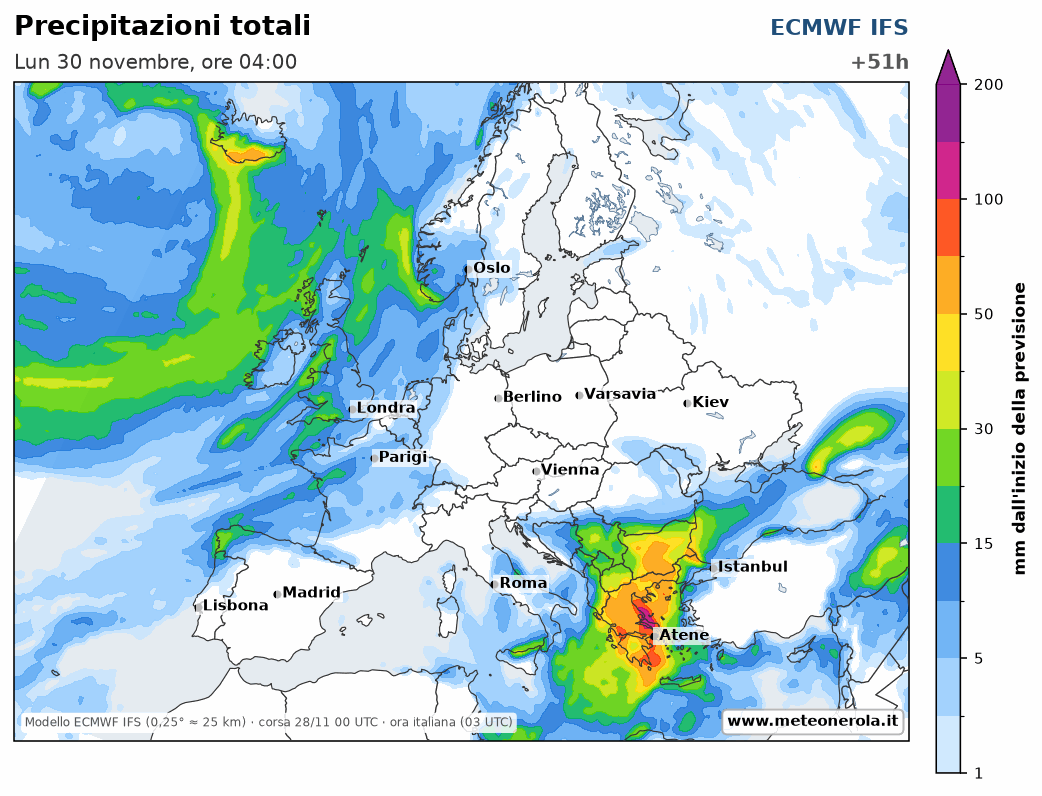 Precipitazioni totali
ECMWF IFS
Lun 30 novembre, ore 04:00
+51h
200
100
50
30
15
5
1
mm dall'inizio della previsione
Oslo
Berlino
Varsavia
Kiev
Londra
Parigi
Vienna
Istanbul
Roma
Madrid
Lisbona
Atene
Modello ECMWF IFS (0,25° ≈ 25 km) · corsa 28/11 00 UTC · ora italiana (03 UTC)
www.meteonerola.it